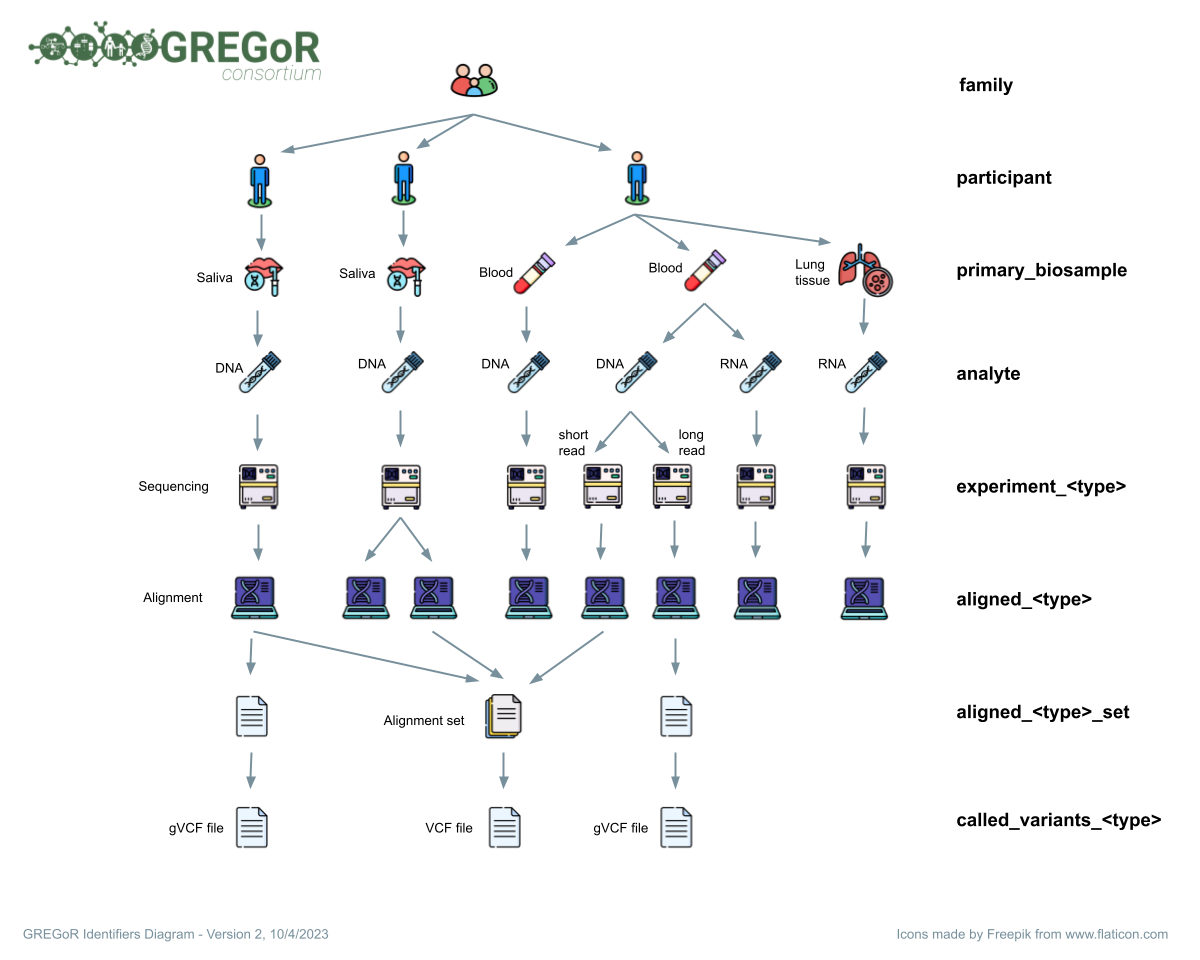 GREGoR
consortium
family
participant
Saliva
Saliva
Blood
Blood
Lung
tissue
primary_biosample
DNA
DNA
DNA
DNA
RNA
RNA
analyte
short
read
long
read
Sequencing
experiment_<type>
Alignment
aligned_<type>
Alignment set
aligned_<type>_set
gVCF file
VCF file
gVCF file
called_variants_<type>
GREGoR Identifiers Diagram - Version 2, 10/4/2023
Icons made by Freepik from www.flaticon.com